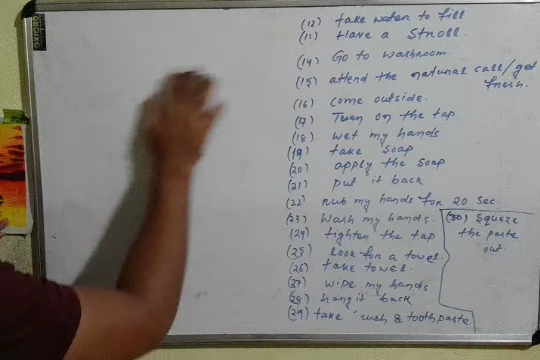 OXFORD
(12) take water to fill
(13) Have a Stroll.
(14) Go to washroom.
(15) attend the natural call/get
fresh.
(16) come outside.
(17) Turn on the tap
(18) wet my hands
(19) take soap
(20) apply the soap
(21) put it back
(22) rub my hands for 20 sec.
(23) Wash my hands.
(24) tighten the tap
(25) Look for a towel.
(26) take towel.
(27) wipe my hands
(28) hang it back
(29) take rush & toothpaste
(30) Squeze
the paste
out.